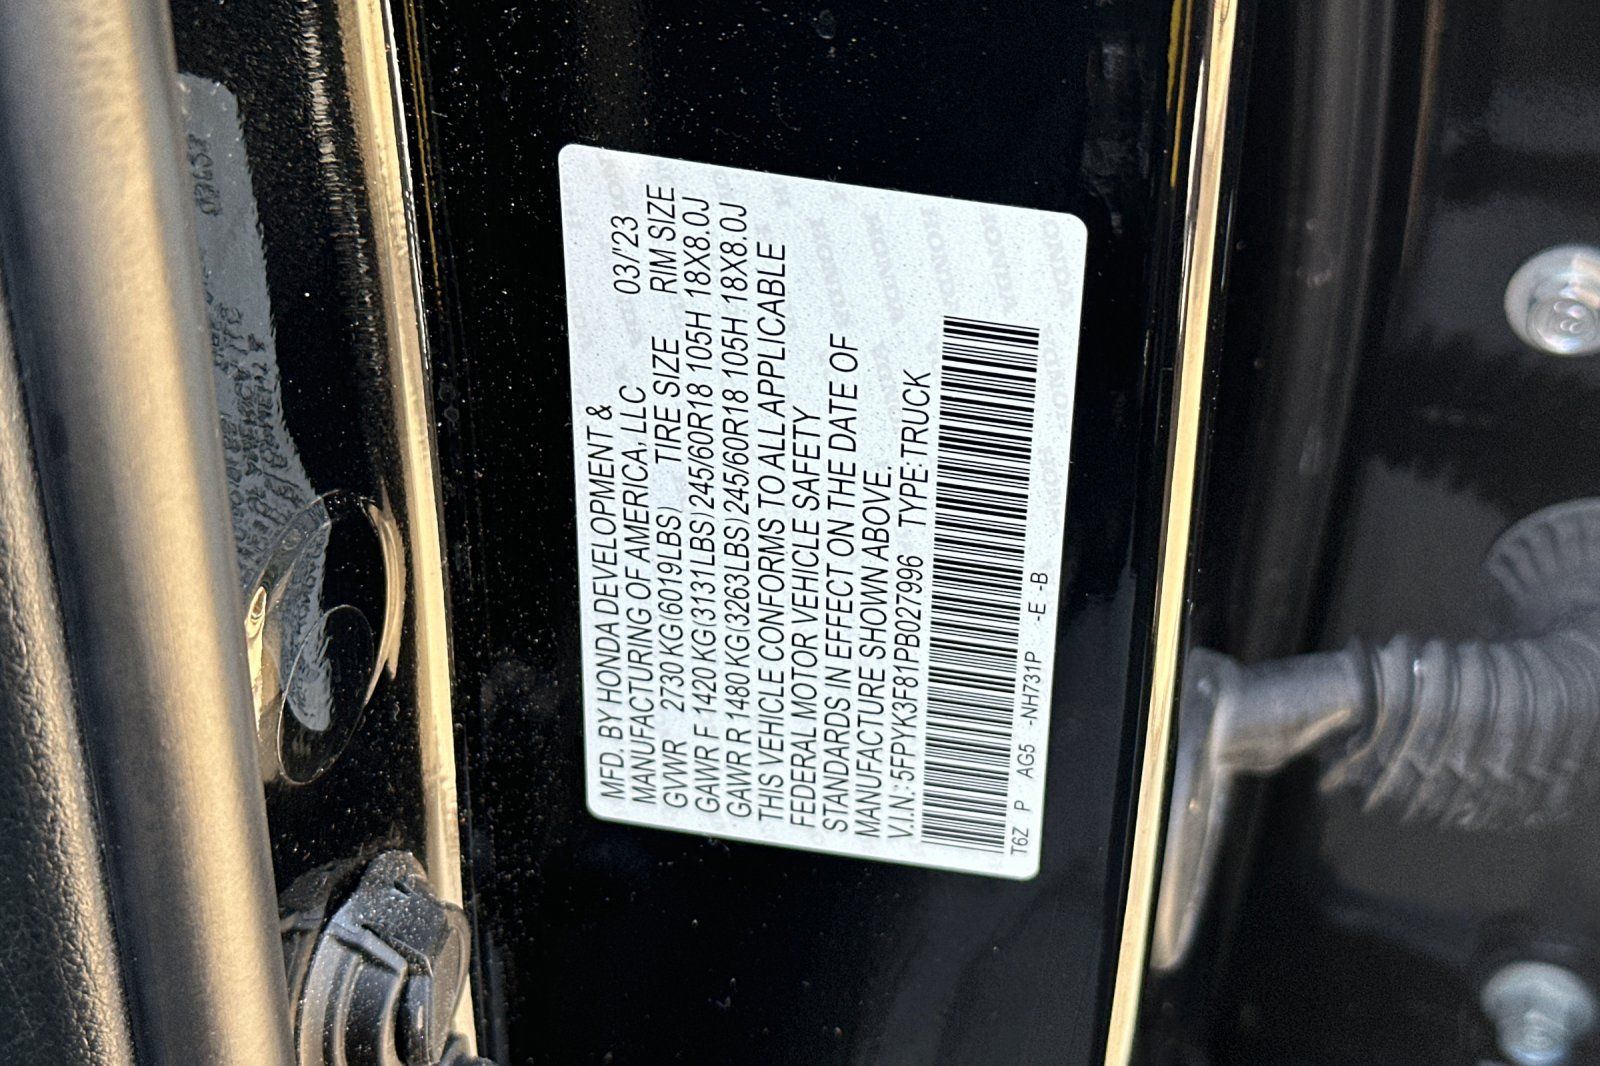 MFD. BY HONDA DEVELOPMENT &
MANUFACTURING OF AMERICA, LLC 03/'23
GVWR 2730 KG(6019LBS) TIRE SIZE RIM SIZE
GAWR F 1420 KG(3131LBS) 245/60R18 105H 18X8.0J
GAWR R 1480 KG(3263LBS) 245/60R18 105H 18X8.0J
THIS VEHICLE CONFORMS TO ALL APPLICABLE
FEDERAL MOTOR VEHICLE SAFETY
STANDARDS IN EFFECT ON THE DATE OF
MANUFACTURE SHOWN ABOVE.
V.I.N.: 5FPYK3F81PB027996 TYPE:TRUCK
T6Z P AG5 -NH731P -E -B